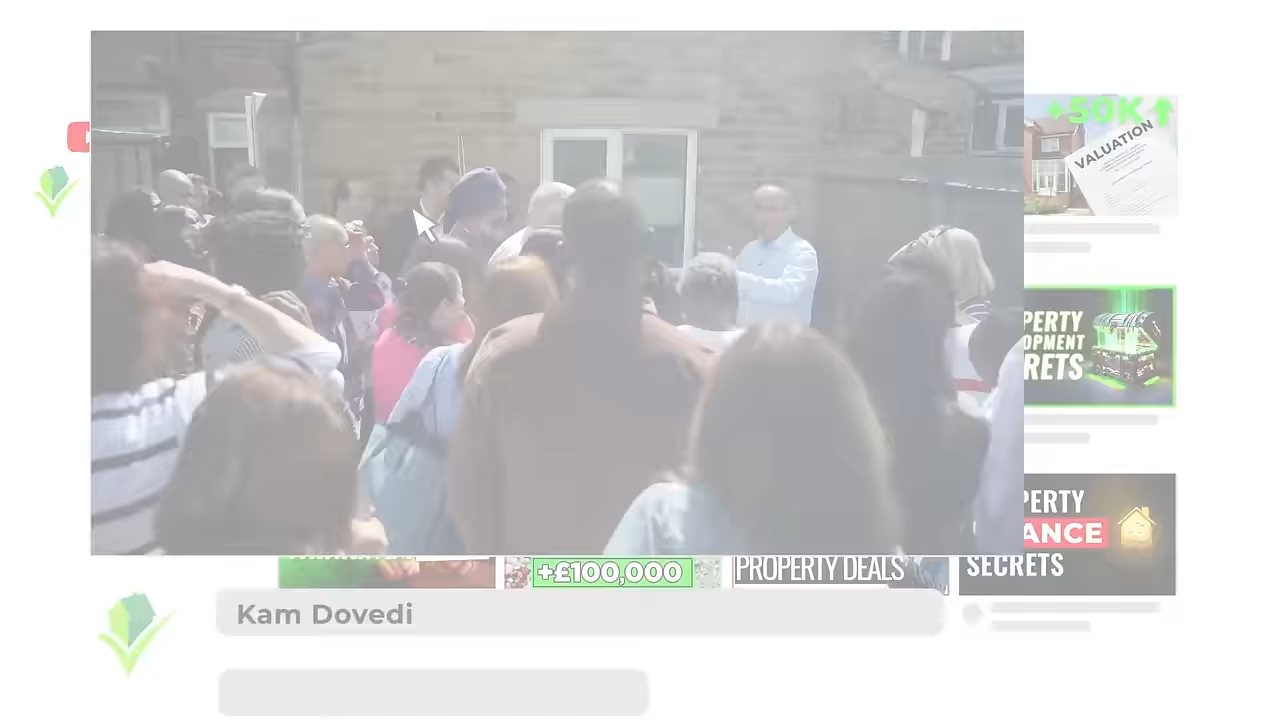 +50K
VALUATION
PERTY
OPMENT
RETS
PERTY
ANCE
SECRETS
+£100,000
PROPERTY DEALS
Kam Dovedi